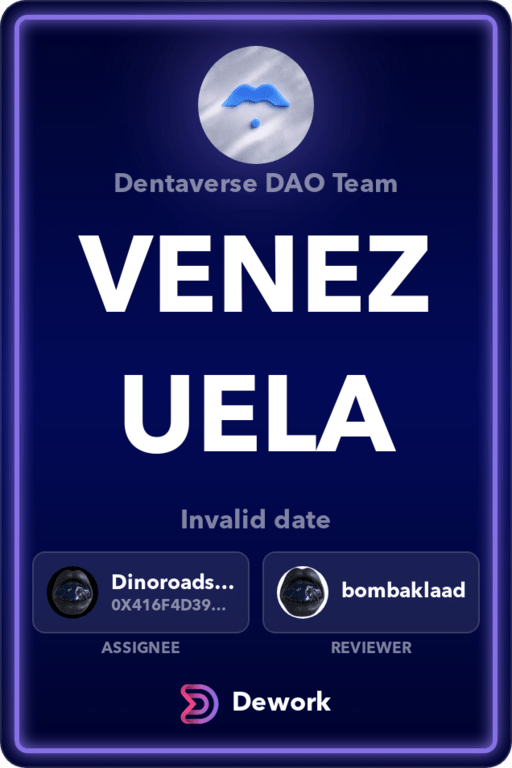 Dentaverse DAO Team
VENEZ
UELA
Invalid date
Dinoroads...
0X416F4D39...
bombaklaad
ASSIGNEE
REVIEWER
Dework